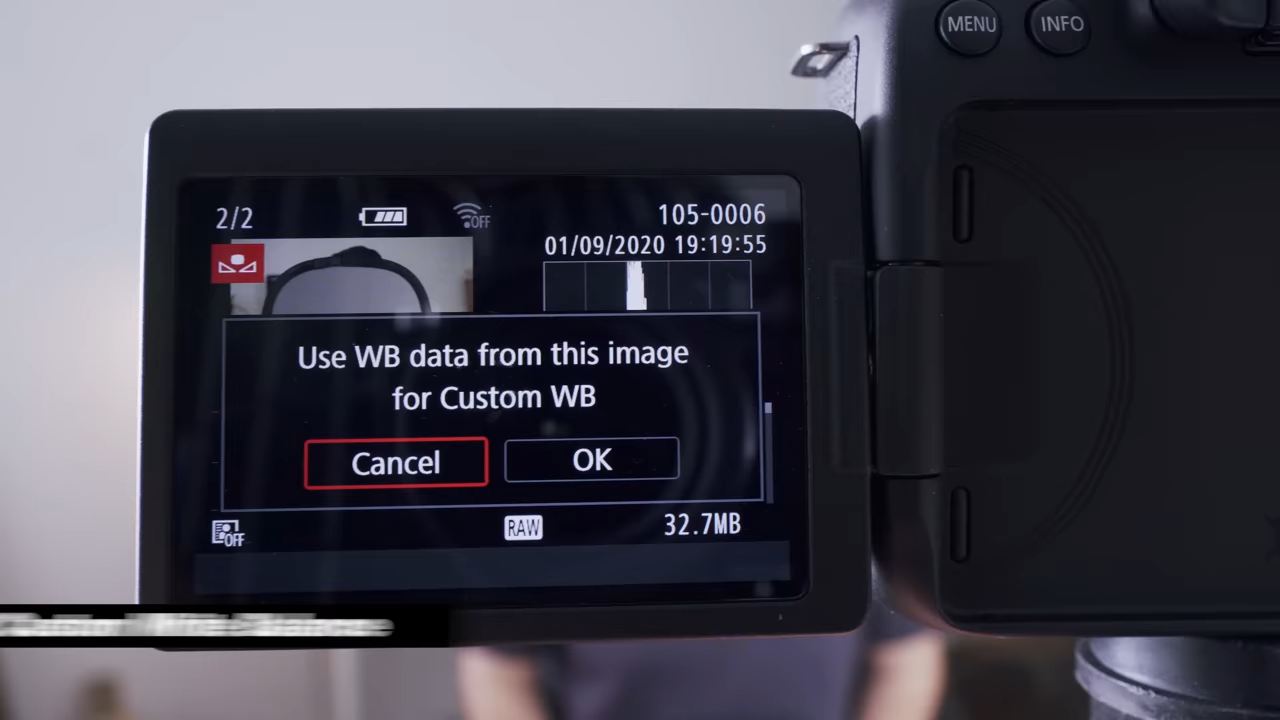 MENU
INFO
2/2
OFF
105-0006
01/09/2020 19:19:55
Use WB data from this image
for Custom WB
Cancel
OK
OFF
RAW
32.7MB